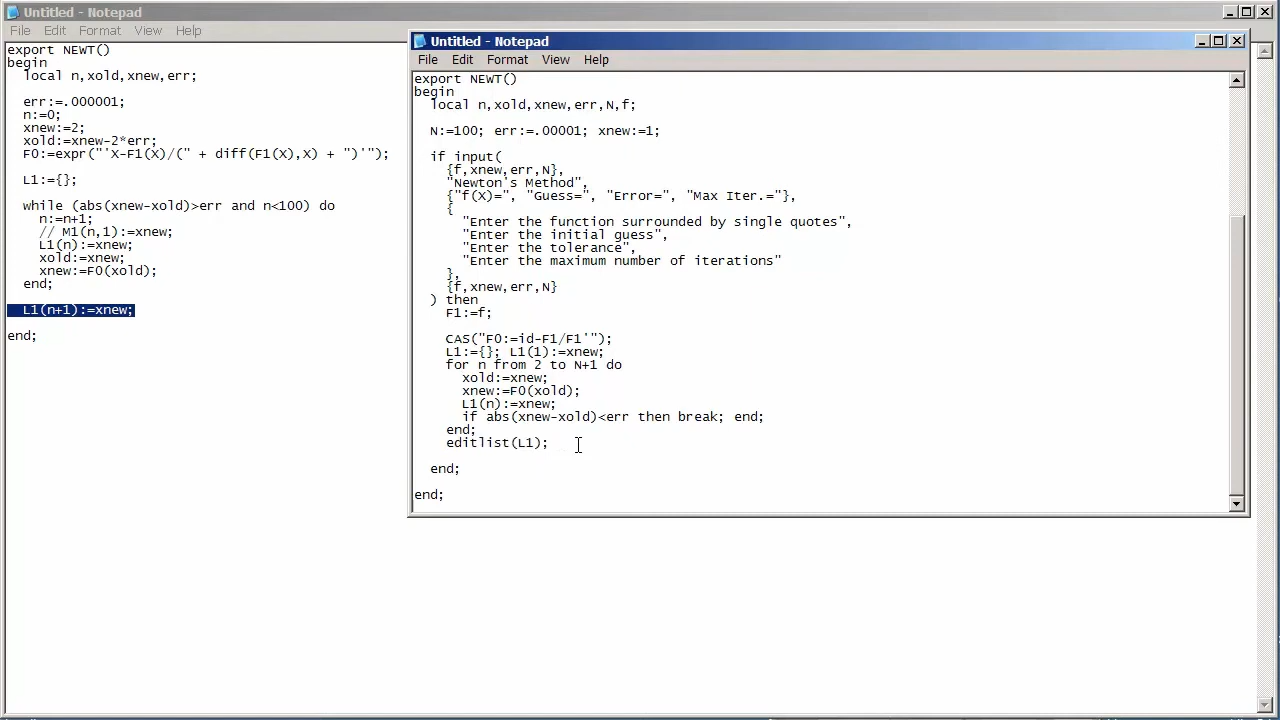 Untitled - Notepad
File Edit Format View Help
export NEWT()
begin
  local n,xold,xnew,err;
  err:=.000001;
  n:=0;
  xnew:=2;
  xold:=xnew-2*err;
  F0:=expr("'X-F1(X)/(" + diff(F1(X),X) + ")'");
  L1:={};
  while (abs(xnew-xold)>err and n<100) do
    n:=n+1;
    // M1(n,1):=xnew;
    L1(n):=xnew;
    xold:=xnew;
    xnew:=F0(xold);
  end;
  L1(n+1):=xnew;
end;
Untitled - Notepad
File Edit Format View Help
export NEWT()
begin
  local n,xold,xnew,err,N,f;
  N:=100; err:=.00001; xnew:=1;
  if input(
    {f,xnew,err,N},
    "Newton's Method",
    {"f(X)=", "Guess=", "Error=", "Max Iter.="},
    {
      "Enter the function surrounded by single quotes",
      "Enter the initial guess",
      "Enter the tolerance",
      "Enter the maximum number of iterations"
    },
    {f,xnew,err,N}
  ) then
    F1:=f;
    CAS("F0:=id-F1/F1'");
    L1:={}; L1(1):=xnew;
    for n from 2 to N+1 do
      xold:=xnew;
      xnew:=F0(xold);
      L1(n):=xnew;
      if abs(xnew-xold)<err then break; end;
    end;
    editlist(L1);
  end;
end;